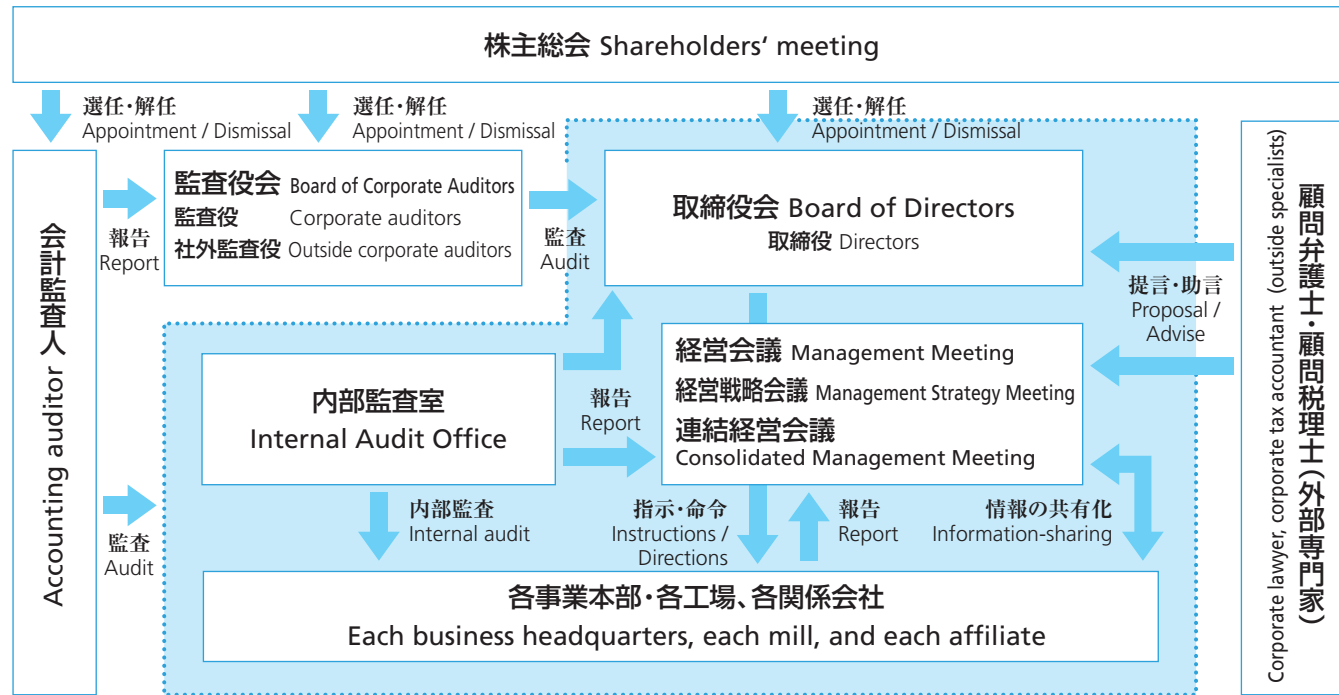 株主総会 Shareholders‘ meeting
選任・解任
Appointment / Dismissal
選任・解任
Appointment / Dismissal
選任・解任
Appointment / Dismissal
会計監査人 Accounting auditor
報告
Report
監査役会 Board of Corporate Auditors
監査役 Corporate auditors
社外監査役 Outside corporate auditors
監査
Audit
取締役会 Board of Directors
取締役 Directors
提言・助言
Proposal /
Advise
顧問弁護士・顧問税理士（外部専門家）
Corporate lawyer, corporate tax accountant (outside specialists)
内部監査室
Internal Audit Office
報告
Report
経営会議 Management Meeting
経営戦略会議 Management Strategy Meeting
連結経営会議
Consolidated Management Meeting
監査
Audit
内部監査
Internal audit
指示・命令
Instructions /
Directions
報告
Report
情報の共有化
Information-sharing
各事業本部・各工場、各関係会社
Each business headquarters, each mill, and each affiliate